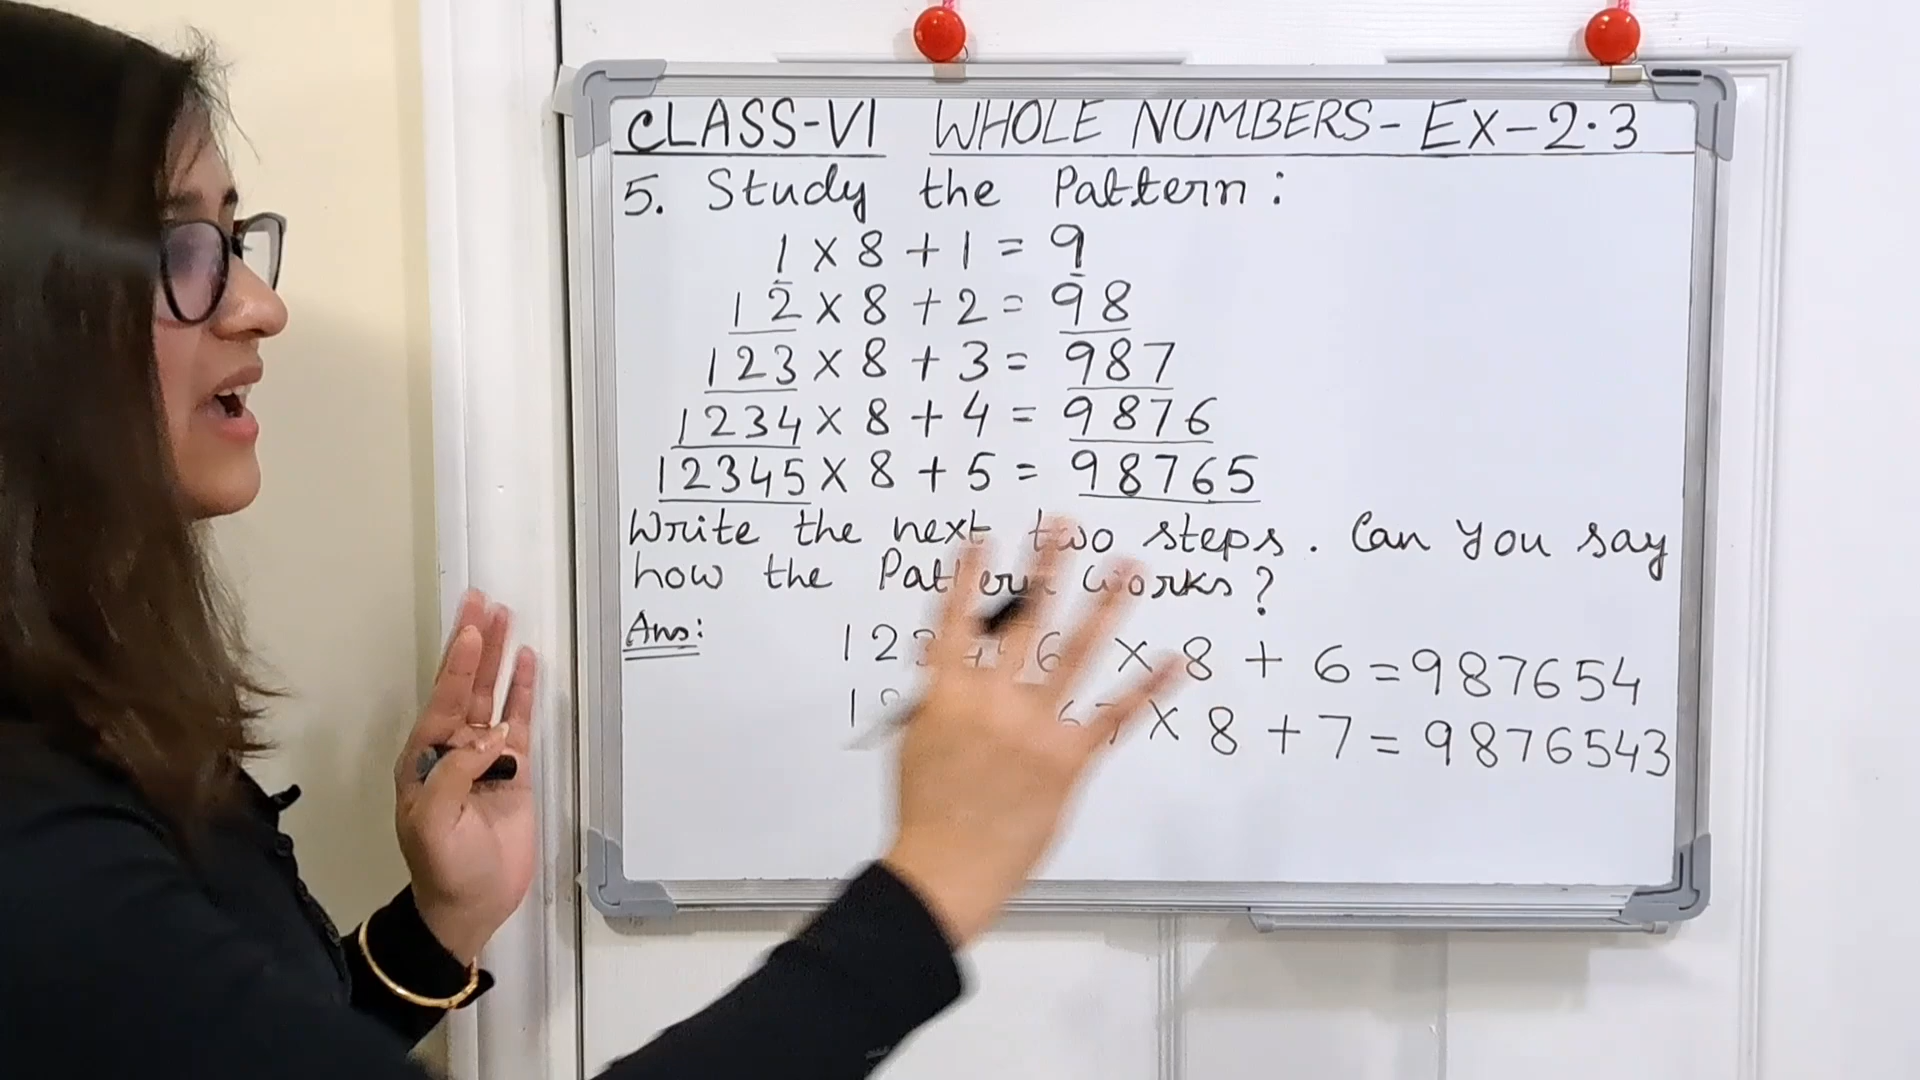 CLASS-VI WHOLE NUMBERS- EX-2.3
5. Study the Pattern:
1 X 8 + 1 = 9
12 X 8 + 2 = 98
123 X 8 + 3 = 987
1234 X 8 + 4 = 9876
12345 X 8 + 5 = 98765
Write the next two steps. Can you say
how the Pattern works?
Ans: X 8 + 6 = 987654
X 8 + 7 = 9876543